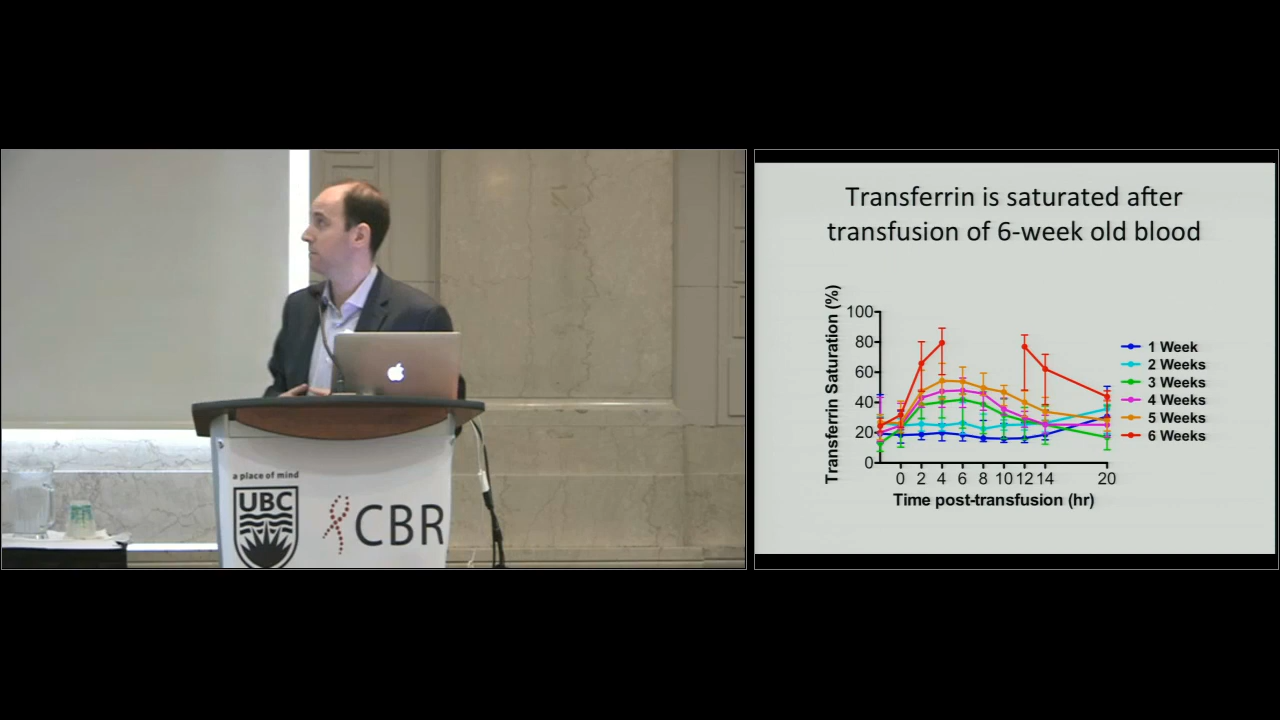 a place of mind
UBC
CBR
Transferrin is saturated after
transfusion of 6-week old blood
Transferrin Saturation (%)
100
80
60
40
20
0
0 2 4 6 8 10 12 14 20
Time post-transfusion (hr)
1 Week
2 Weeks
3 Weeks
4 Weeks
5 Weeks
6 Weeks